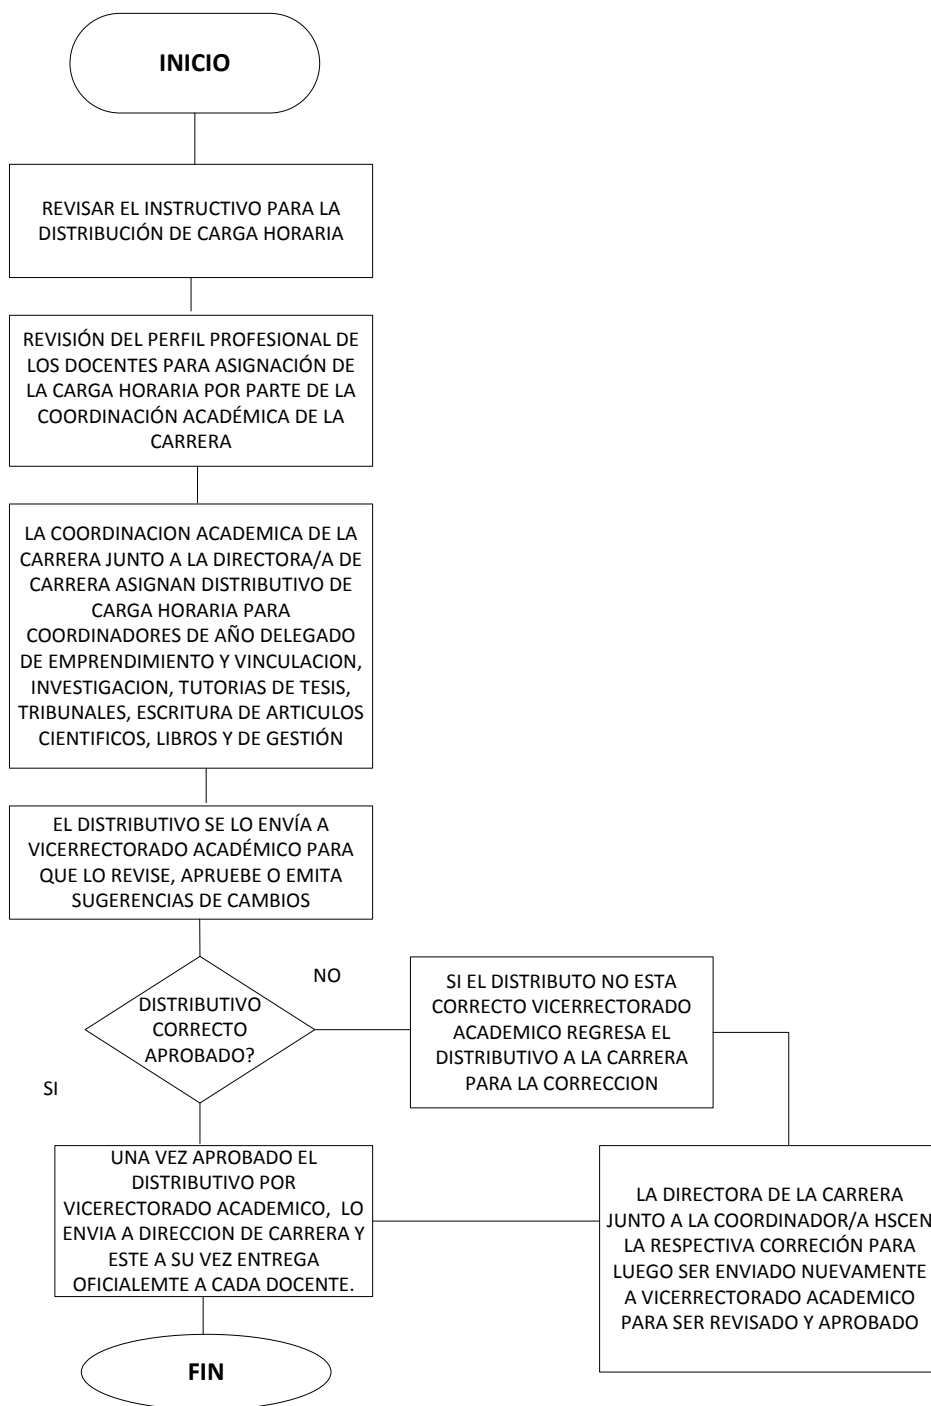 INICIO
REVISAR EL INSTRUCTIVO PARA LA
DISTRIBUCIÓN DE CARGA HORARIA
REVISIÓN DEL PERFIL PROFESIONAL DE
LOS DOCENTES PARA ASIGNACIÓN DE
LA CARGA HORARIA POR PARTE DE LA
COORDINACIÓN ACADÉMICA DE LA
CARRERA
LA COORDINACION ACADEMICA DE LA
CARRERA JUNTO A LA DIRECTORA/A DE
CARRERA ASIGNAN DISTRIBUTIVO DE
CARGA HORARIA PARA
COORDINADORES DE AÑO DELEGADO
DE EMPRENDIMIENTO Y VINCULACION,
INVESTIGACION, TUTORIAS DE TESIS,
TRIBUNALES, ESCRITURA DE ARTICULOS
CIENTIFICOS, LIBROS Y DE GESTIÓN
EL DISTRIBUTIVO SE LO ENVÍA A
VICERRECTORADO ACADÉMICO PARA
QUE LO REVISE, APRUEBE O EMITA
SUGERENCIAS DE CAMBIOS
DISTRIBUTIVO
CORRECTO
APROBADO?
NO
SI EL DISTRIBUTO NO ESTA
CORRECTO VICERRECTORADO
ACADEMICO REGRESA EL
DISTRIBUTIVO A LA CARRERA
PARA LA CORRECCION
SI
UNA VEZ APROBADO EL
DISTRIBUTIVO POR
VICERECTORADO ACADEMICO, LO
ENVIA A DIRECCION DE CARRERA Y
ESTE A SU VEZ ENTREGA
OFICIALEMTE A CADA DOCENTE.
LA DIRECTORA DE LA CARRERA
JUNTO A LA COORDINADOR/A HSCEN
LA RESPECTIVA CORRECIÓN PARA
LUEGO SER ENVIADO NUEVAMENTE
A VICERRECTORADO ACADEMICO
PARA SER REVISADO Y APROBADO
FIN